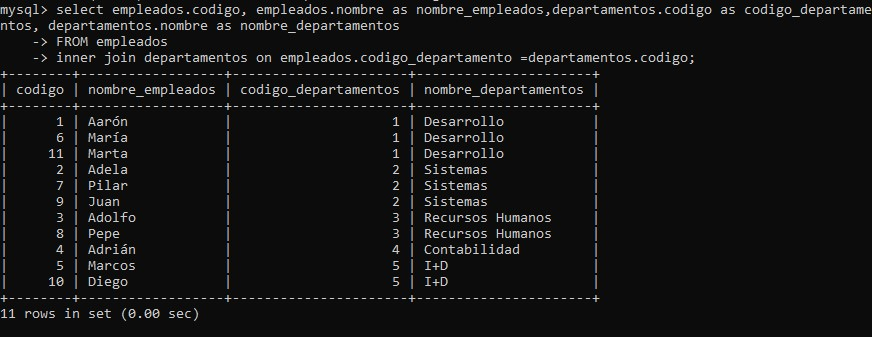 mysql> select empleados.codigo, empleados.nombre as nombre_empleados,departamentos.codigo as codigo_departame
ntos, departamentos.nombre as nombre_departamentos
    -> FROM empleados
    -> inner join departamentos on empleados.codigo_departamento =departamentos.codigo;
+--------+------------------+----------------------+----------------------+
| codigo | nombre_empleados | codigo_departamentos | nombre_departamentos |
+--------+------------------+----------------------+----------------------+
|      1 | Aarón            |                    1 | Desarrollo           |
|      6 | María            |                    1 | Desarrollo           |
|     11 | Marta            |                    1 | Desarrollo           |
|      2 | Adela            |                    2 | Sistemas             |
|      7 | Pilar            |                    2 | Sistemas             |
|      9 | Juan             |                    2 | Sistemas             |
|      3 | Adolfo           |                    3 | Recursos Humanos     |
|      8 | Pepe             |                    3 | Recursos Humanos     |
|      4 | Adrián           |                    4 | Contabilidad         |
|      5 | Marcos           |                    5 | I+D                  |
|     10 | Diego            |                    5 | I+D                  |
+--------+------------------+----------------------+----------------------+
11 rows in set (0.00 sec)